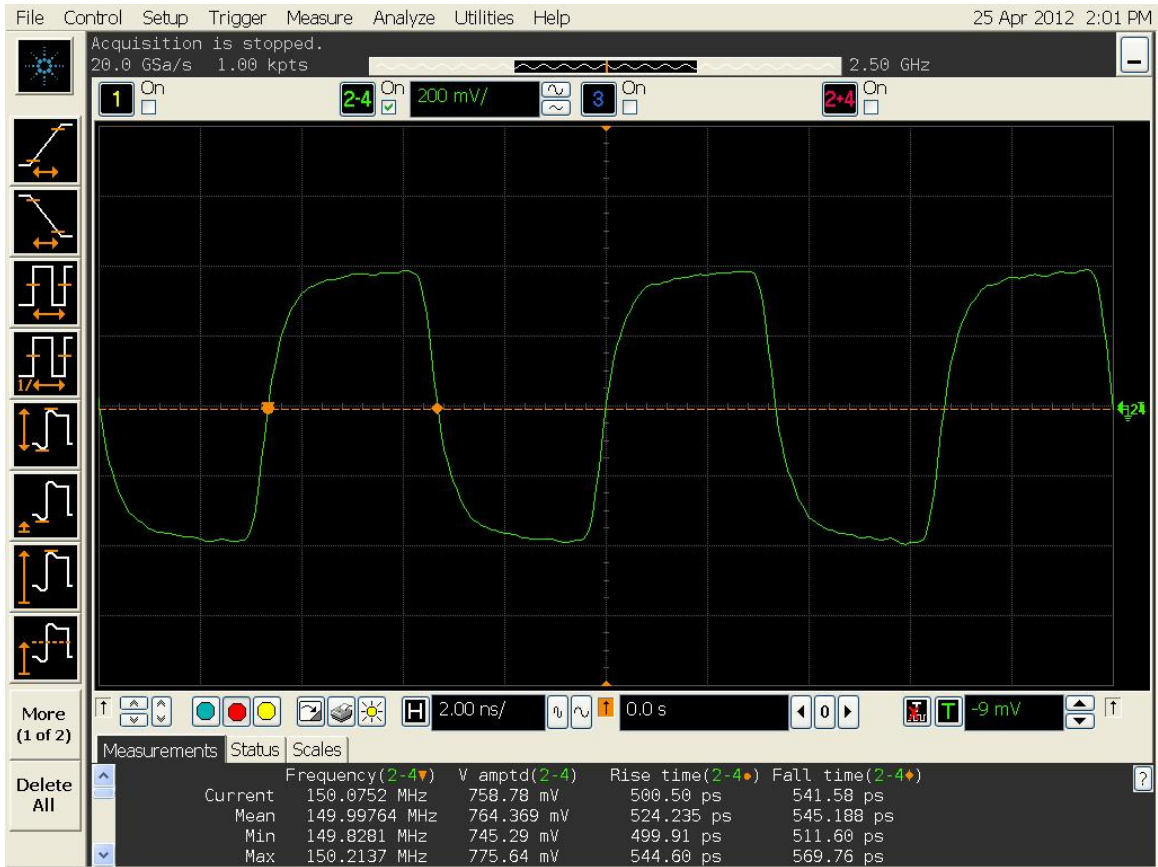 File Control Setup Trigger Measure Analyze Utilities Help 25 Apr 2012 2:01 PM
Acquisition is stopped.
20.0 GSa/s 1.00 kpts 2.50 GHz
1 On 2-4 On 200 mV/ 3 On 2+4 On
1/
H 2.00 ns/ 0.0 s 0 T -9 mV
More
(1 of 2)
Delete
All
Measurements Status Scales
Frequency(2-4) V amptd(2-4) Rise time(2-4) Fall time(2-4) ?
Current 150.0752 MHz 758.78 mV 500.50 ps 541.58 ps
Mean 149.99764 MHz 764.369 mV 524.235 ps 545.188 ps
Min 149.8281 MHz 745.29 mV 499.91 ps 511.60 ps
Max 150.2137 MHz 775.64 mV 544.60 ps 569.76 ps